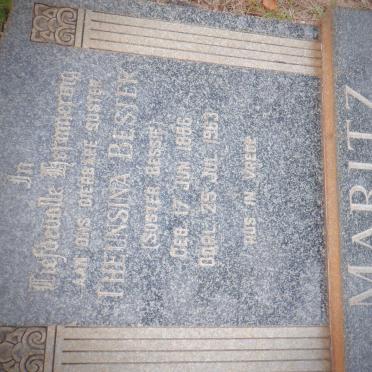 In
Liefdevolle Herinnering
AAN ONS DIERBARE SUSTER
THEUNSINA BESTER
(SUSTER BESSIE)
GEB. 17 JUN 1886
OORL. 25 JUL 1963
RUS IN VREDE
MARITZ